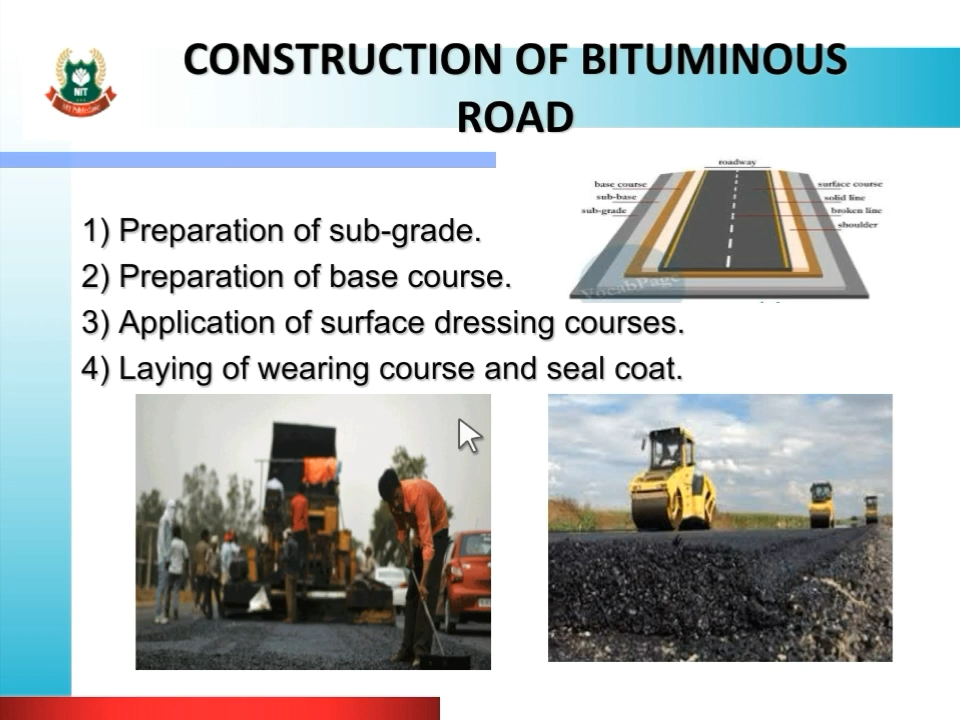 CONSTRUCTION OF BITUMINOUS
ROAD
NIT
roadway
base course
surface course
sub-base
solid line
sub-grade
broken line
shoulder
VocabPage
1) Preparation of sub-grade.
2) Preparation of base course.
3) Application of surface dressing courses.
4) Laying of wearing course and seal coat.